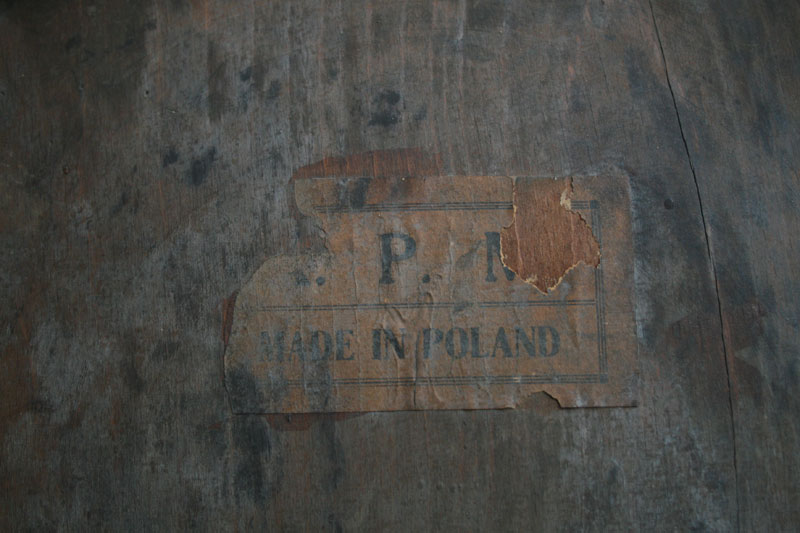 . P. N
MADE IN POLAND